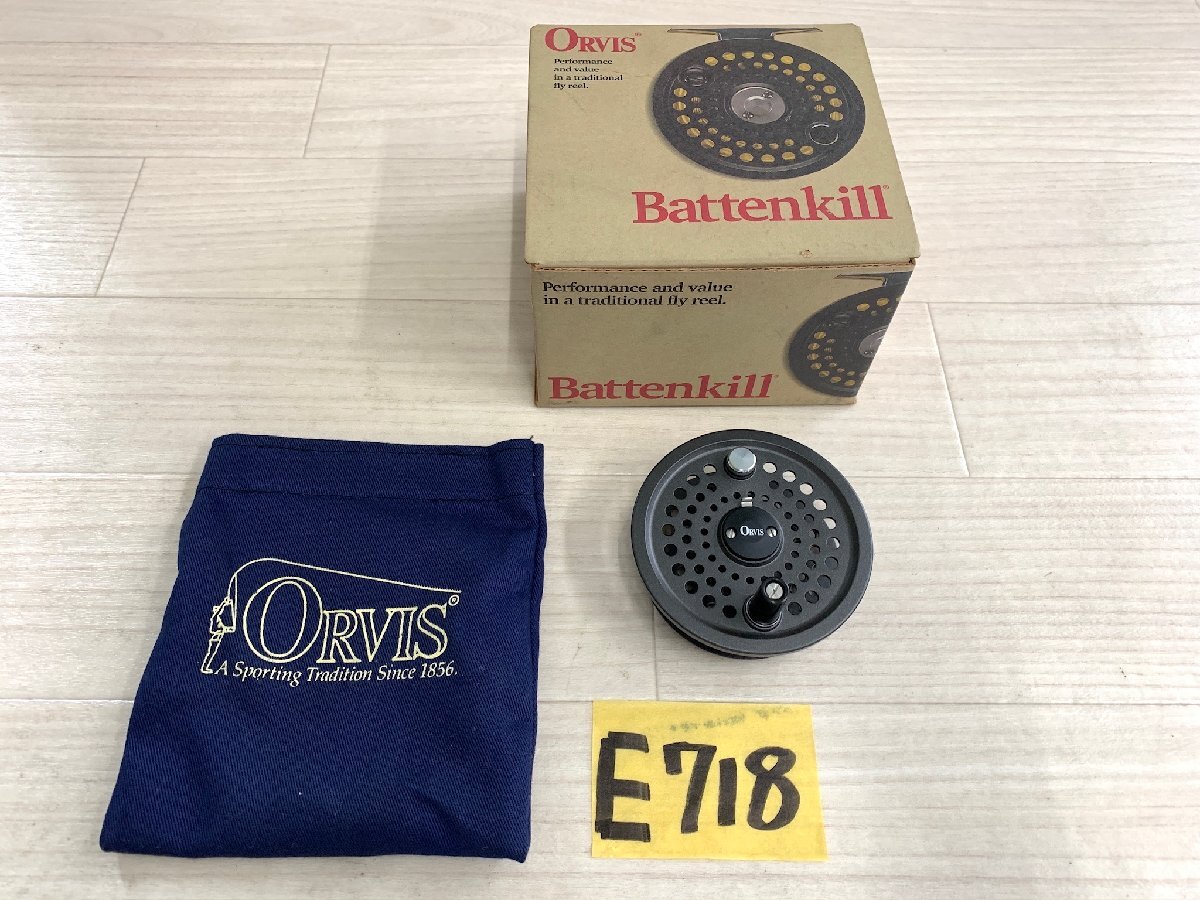 ORVIS®
Performance
and value
in a traditional
fly reel.
Battenkill®
Performance and value
in a traditional fly reel.
Battenkill®
ORVIS
ORVIS®
A Sporting Tradition Since 1856.
E718